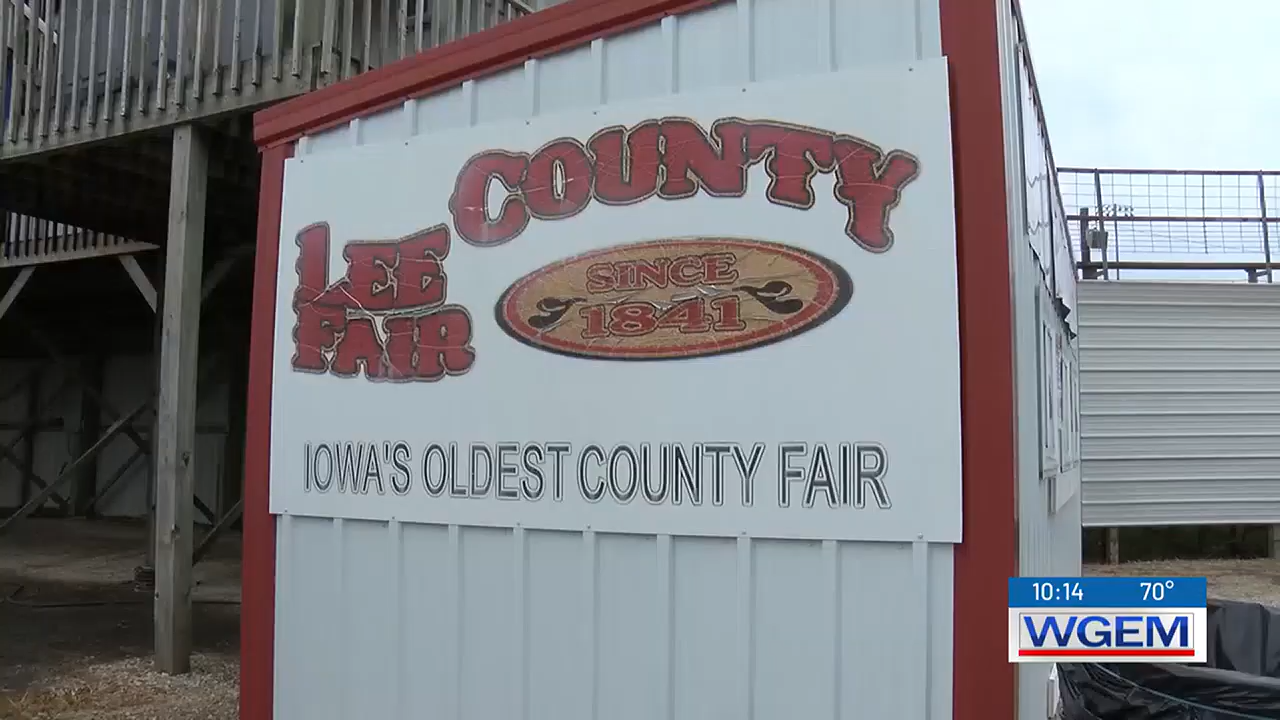 LEE COUNTY
FAIR
SINCE
1841
IOWA'S OLDEST COUNTY FAIR
10:14 70°
WGEM